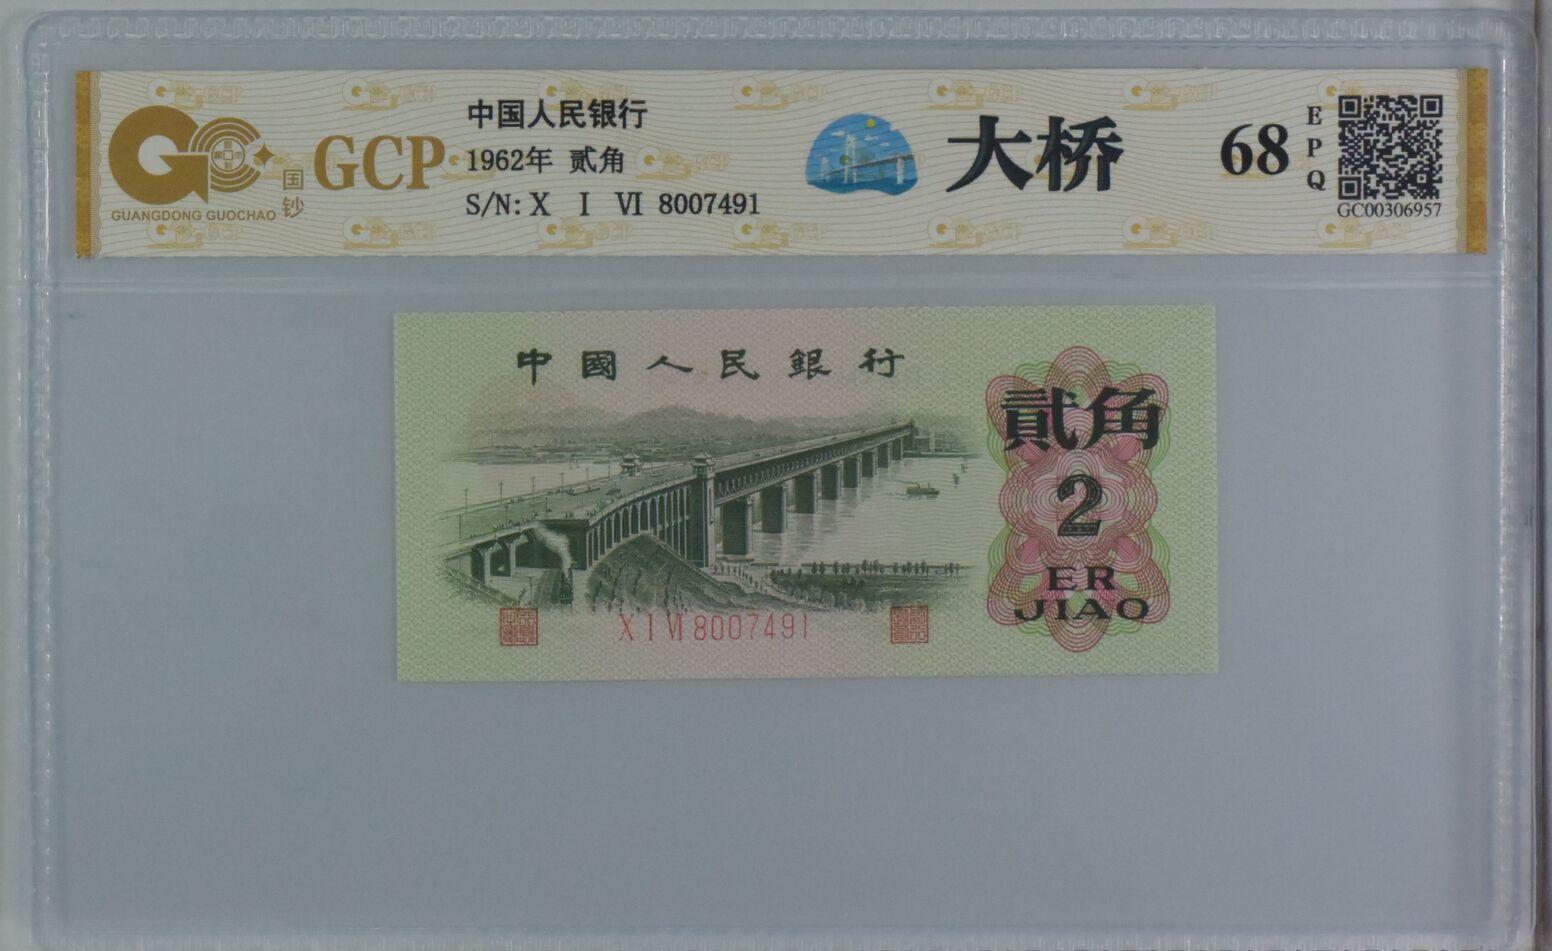 GCP
国钞
GUANGDONG GUOCHAO
中国人民银行
1962年 贰角
S/N: X I VI 8007491
大桥
68
EPQ
GC00306957
中國人民銀行
貳角
2
ER
JIAO
X I VI 8007491